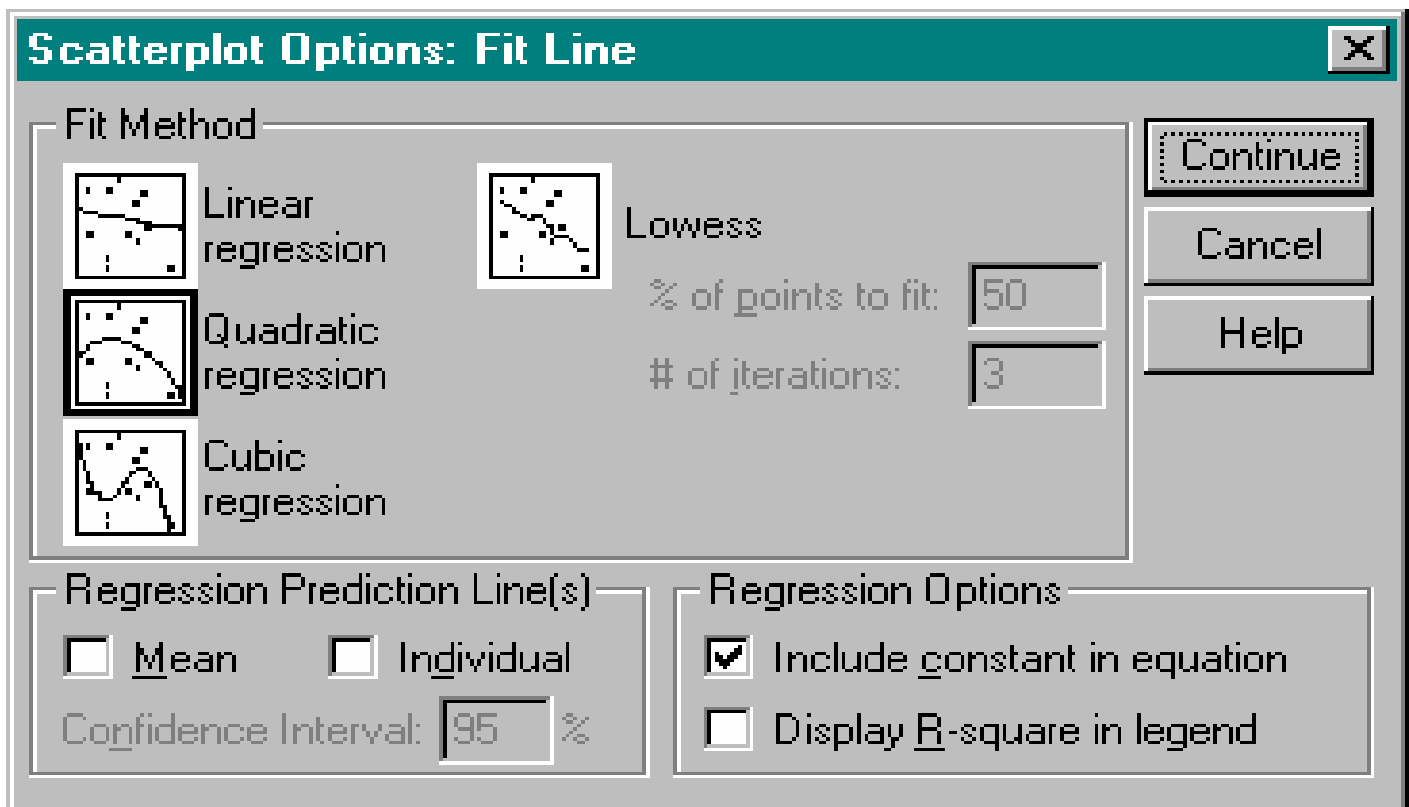 Scatterplot Options: Fit Line
Fit Method
Linear
regression
Quadratic
regression
Cubic
regression
Lowess
% of points to fit: 50
# of iterations: 3
Continue
Cancel
Help
Regression Prediction Line(s)
Mean Individual
Confidence Interval: 95 %
Regression Options
Include constant in equation
Display R-square in legend